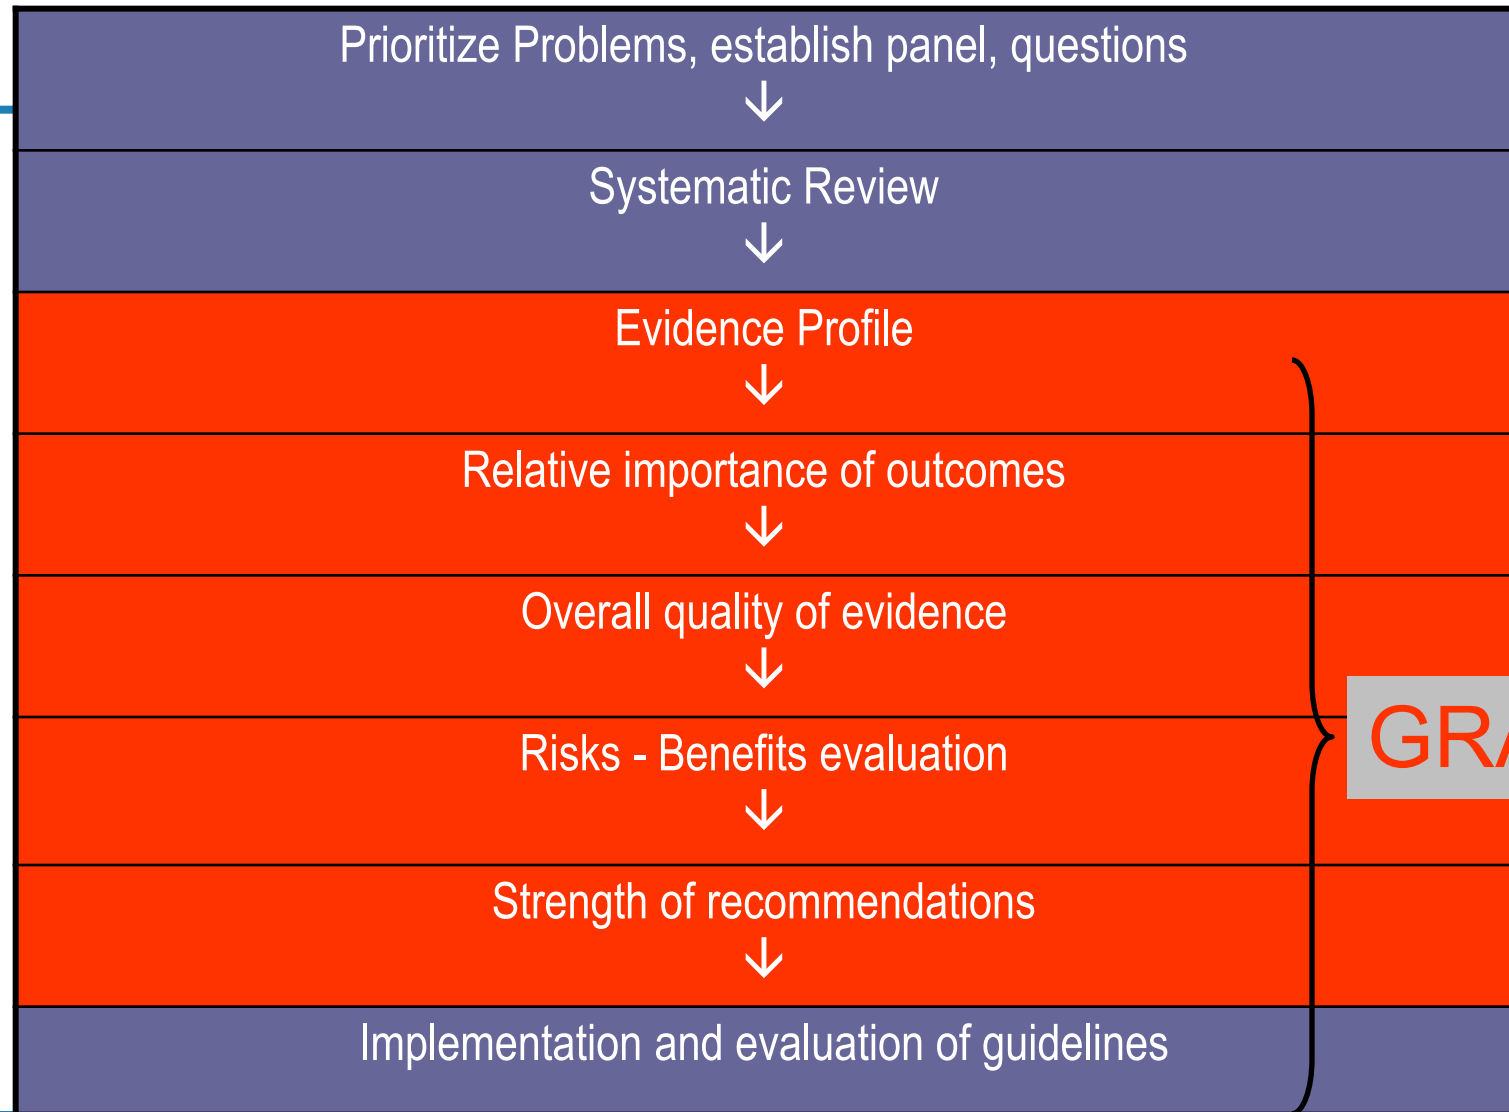 Prioritize Problems, establish panel, questions
↓
Systematic Review
↓
Evidence Profile
↓
Relative importance of outcomes
↓
Overall quality of evidence
↓
Risks - Benefits evaluation
↓
Strength of recommendations
↓
Implementation and evaluation of guidelines